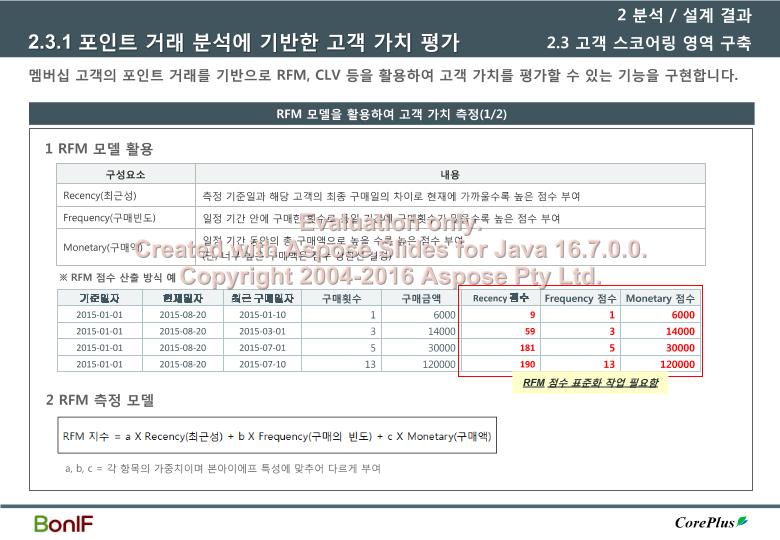 2 분석 / 설계 결과
2.3.1 포인트 거래 분석에 기반한 고객 가치 평가
2.3 고객 스코어링 영역 구축
멤버십 고객의 포인트 거래를 기반으로 RFM, CLV 등을 활용하여 고객 가치를 평가할 수 있는 기능을 구현합니다.
RFM 모델을 활용하여 고객 가치 측정(1/2)
1 RFM 모델 활용
구성요소 내용
Recency(최근성) 측정 기준일과 해당 고객의 최종 구매일의 차이로 현재에 가까울수록 높은 점수 부여
Frequency(구매빈도) 일정 기간 안에 구매한 횟수로 동일 기간에 구매횟수가 많을수록 높은 점수 부여
Monetary(구매액) 일정 기간 동안의 총 구매액으로 높을 수록 높은 점수 부여
Evaluation only.
Created with Aspose.Slides for Java 16.7.0.0.
Copyright 2004-2016 Aspose Pty Ltd.
※ RFM 점수 산출 방식 예
기준일자 현재일자 최근 구매일자 구매횟수 구매금액 Recency 점수 Frequency 점수 Monetary 점수
2015-01-01 2015-08-20 2015-01-10 1 6000 9 1 6000
2015-01-01 2015-08-20 2015-03-01 3 14000 59 3 14000
2015-01-01 2015-08-20 2015-07-01 5 30000 181 5 30000
2015-01-01 2015-08-20 2015-07-10 13 120000 190 13 120000
RFM 점수 표준화 작업 필요함
2 RFM 측정 모델
RFM 지수 = a X Recency(최근성) + b X Frequency(구매의 빈도) + c X Monetary(구매액)
a, b, c = 각 항목의 가중치이며 본아이에프 특성에 맞추어 다르게 부여
BonIF
CorePlus